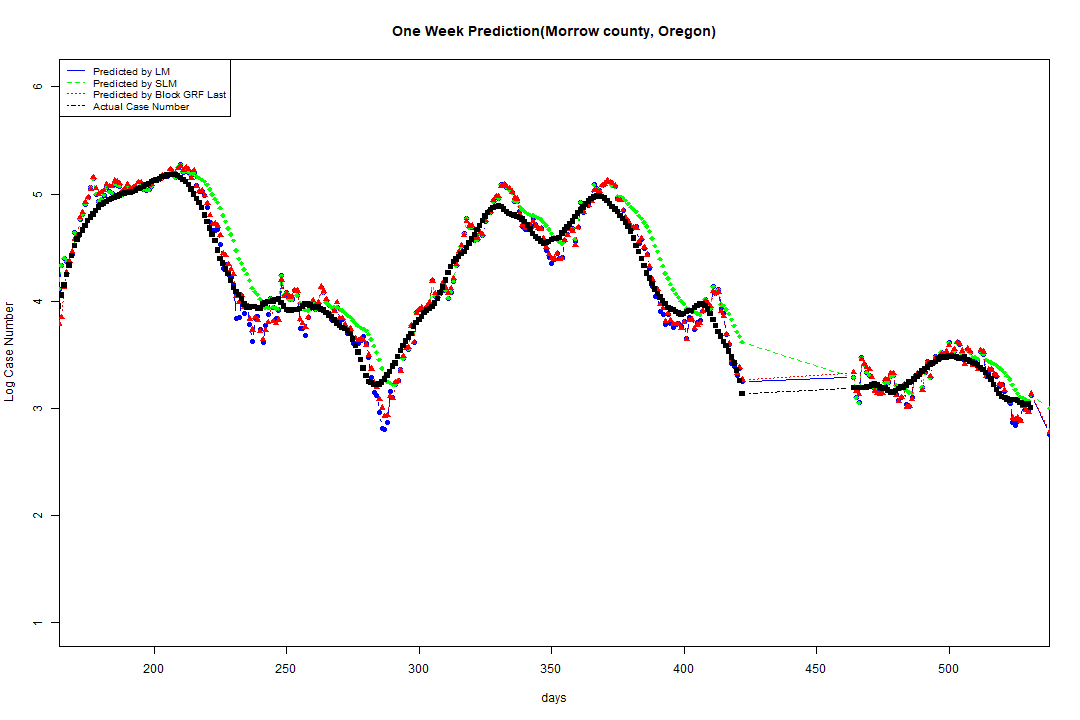 One Week Prediction(Morrow county, Oregon)
Predicted by LM
Predicted by SLM
Predicted by Block GRF Last
Actual Case Number
6
5
4
3
2
1
Log Case Number
200 250 300 350 400 450 500
days